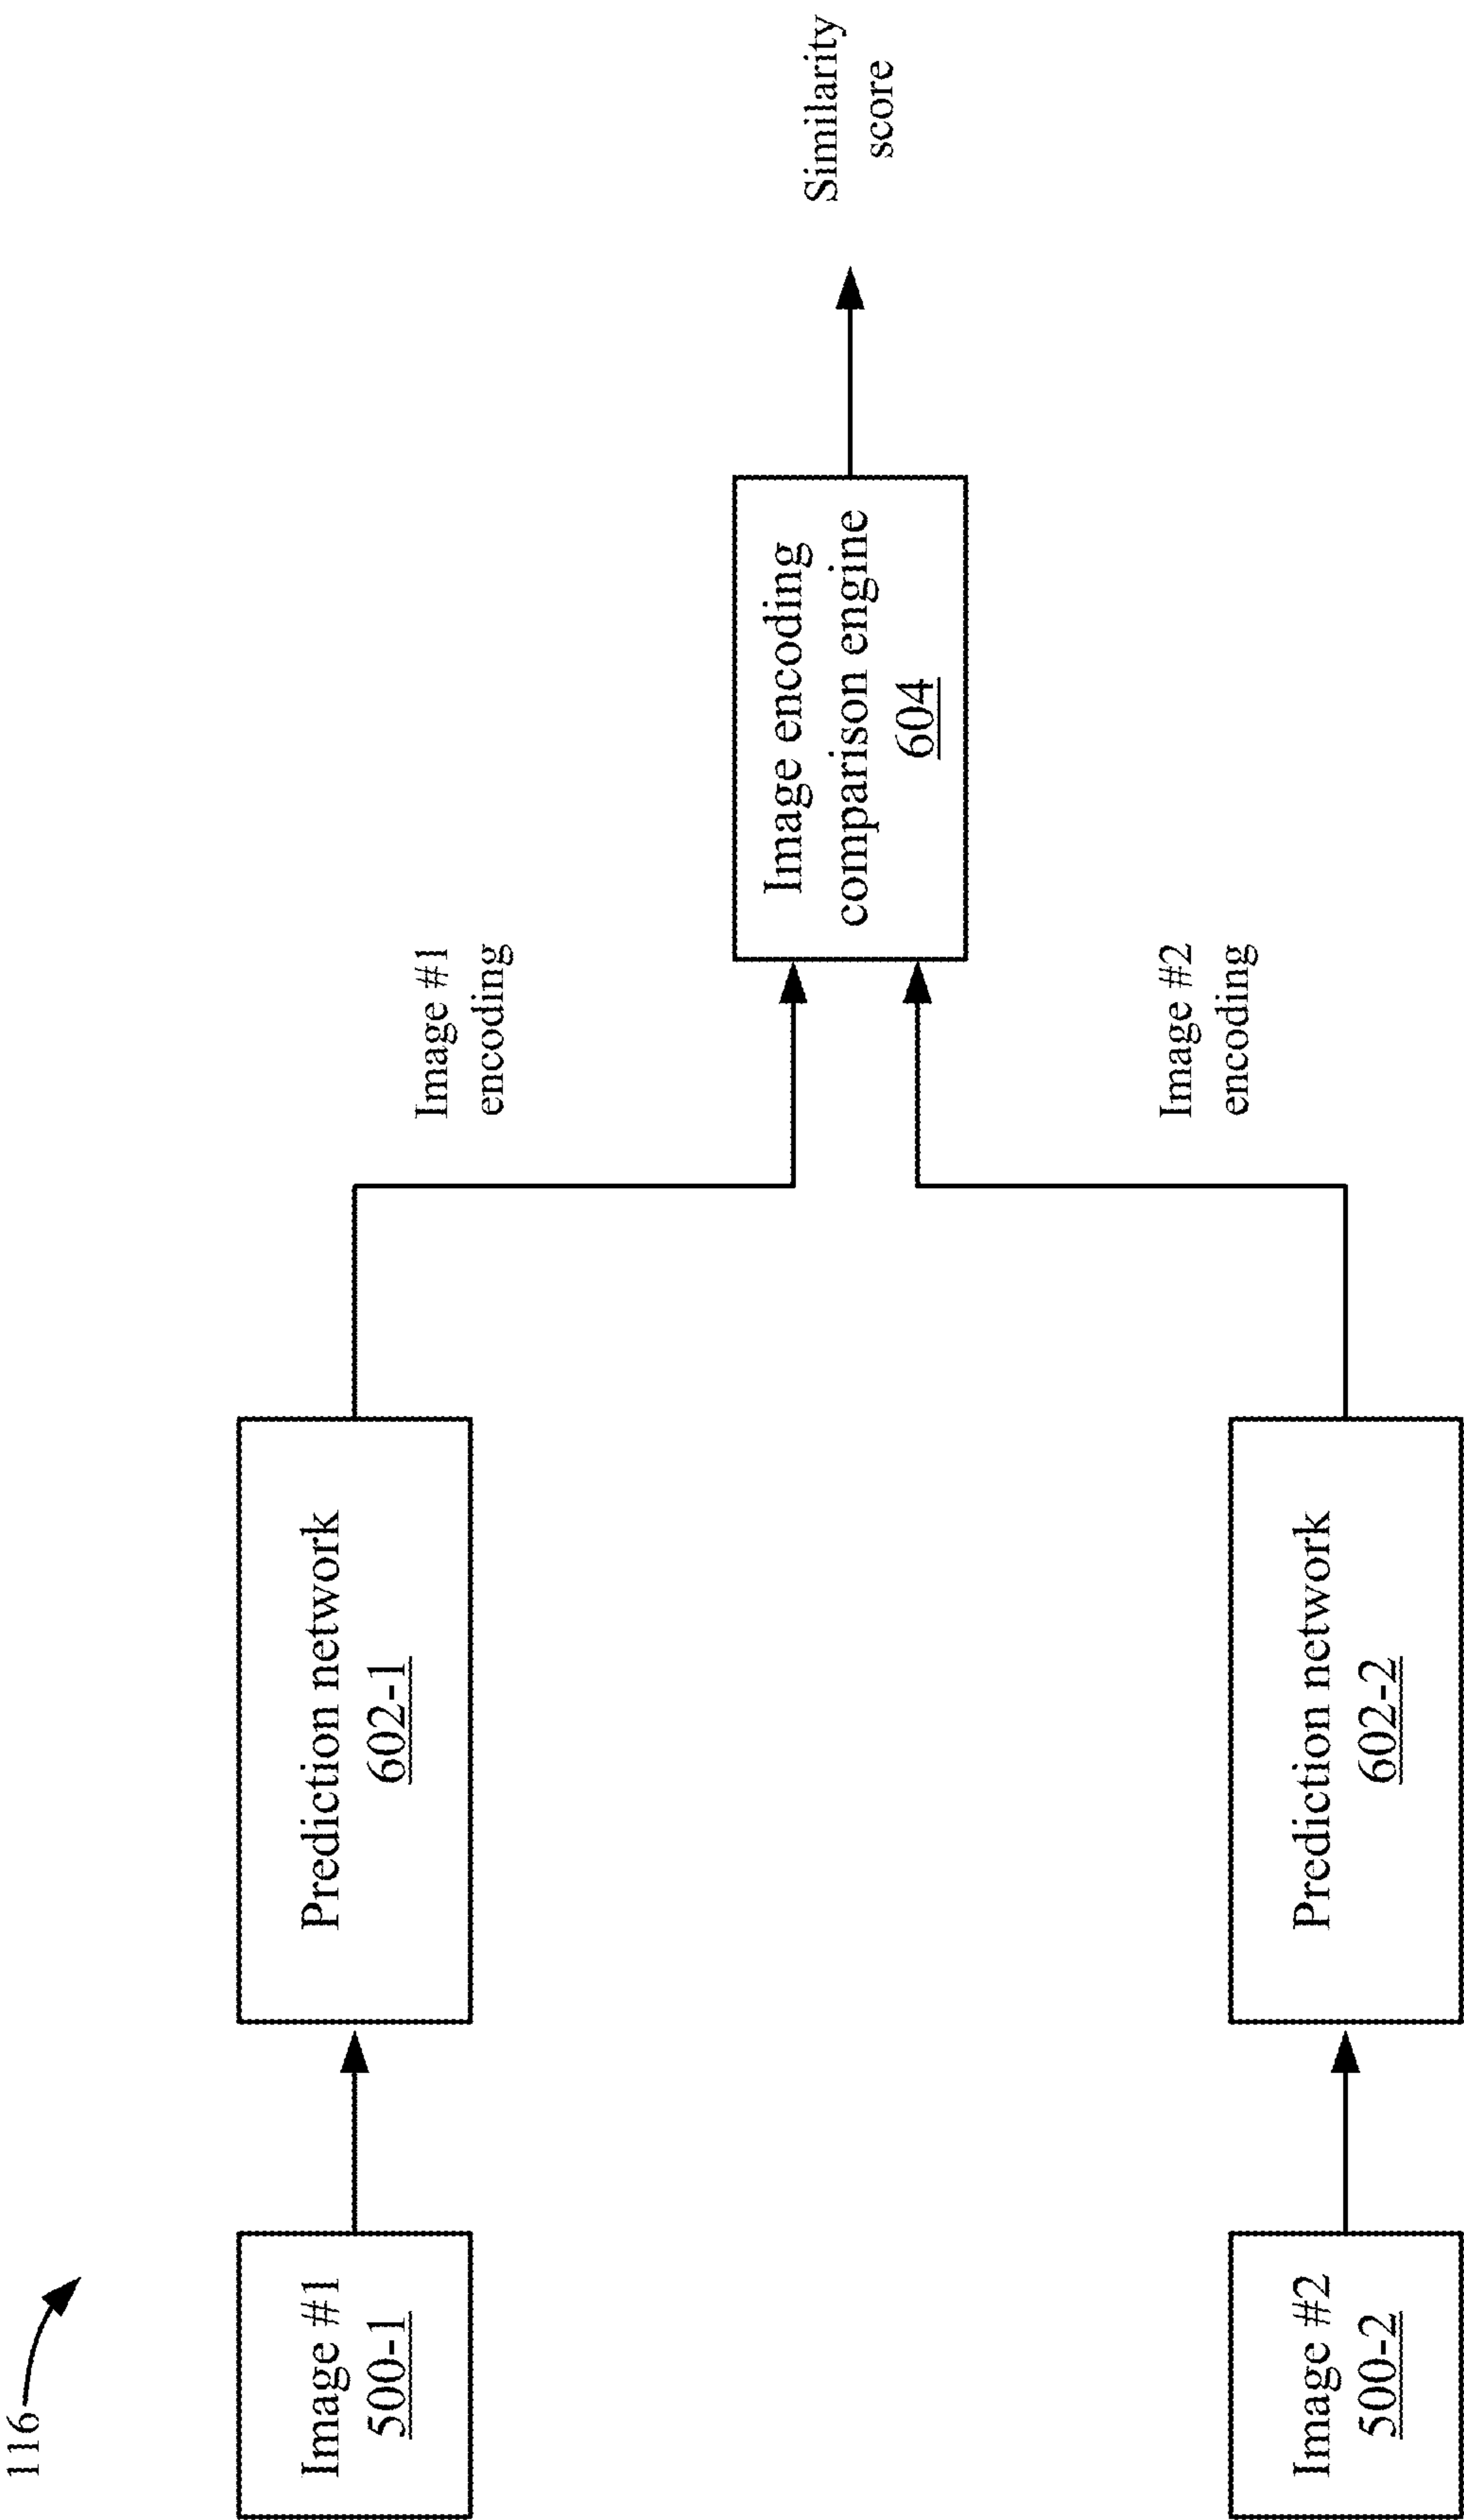 116
Image #1
500-1
Prediction network
602-1
Image #1
encoding
Image #2
500-2
Prediction network
602-2
Image #2
encoding
Image encoding
comparison engine
604
Similarity
score